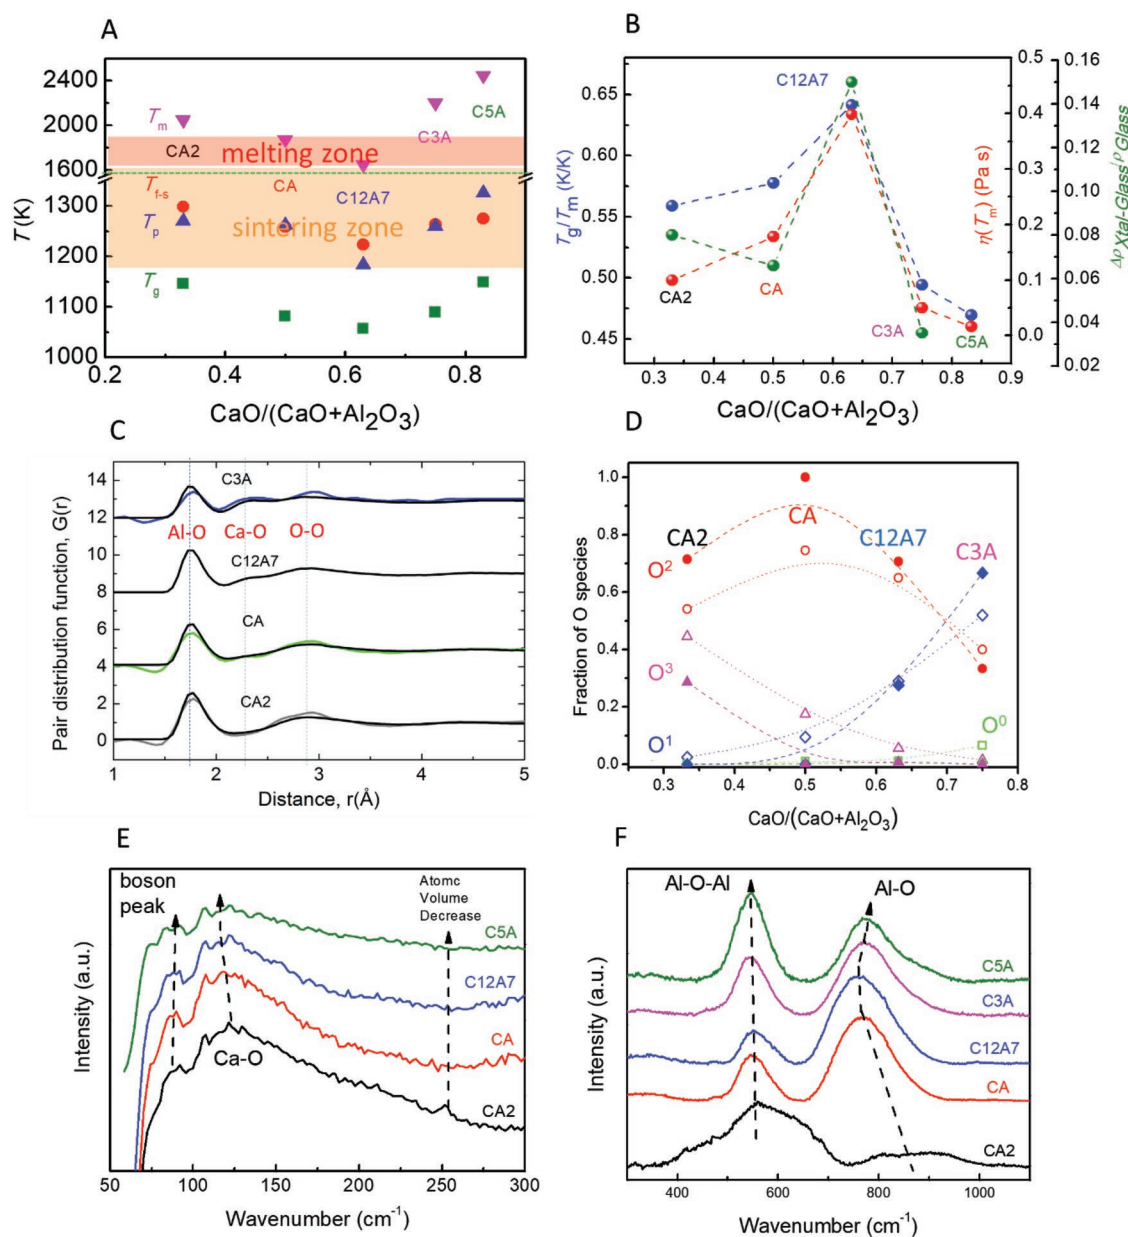 A
2400
2000
1600
1300
1200
1100
1000
T(K)
Tm
CA2
melting zone
C3A
C5A
Tf-s
CA
C12A7
Tp
sintering zone
Tg
0.2 0.4 0.6 0.8
CaO/(CaO+Al2O3)
B
0.65
0.60
0.55
0.50
0.45
Tg/Tm (K/K)
C12A7
CA2
CA
C3A
C5A
0.5
0.4
0.3
0.2
0.1
0.0
η(Tm) (Pa s)
0.16
0.14
0.12
0.10
0.08
0.06
0.04
0.02
ΔρXtal-Glass/ρGlass
0.3 0.4 0.5 0.6 0.7 0.8 0.9
CaO/(CaO+Al2O3)
C
14
12
10
8
6
4
2
0
Pair distribution function, G(r)
C3A
Al-O Ca-O O-O
C12A7
CA
CA2
1 2 3 4 5
Distance, r(Å)
D
1.0
0.8
0.6
0.4
0.2
0.0
Fraction of O species
CA2
CA
C12A7
C3A
O2
O3
O1
O0
0.3 0.4 0.5 0.6 0.7 0.8
CaO/(CaO+Al2O3)
E
Intensity (a.u.)
boson
peak
Atomc
Volume
Decrease
C5A
C12A7
CA
Ca-O
CA2
50 100 150 200 250 300
Wavenumber (cm-1)
F
Intensity (a.u.)
Al-O-Al
Al-O
C5A
C3A
C12A7
CA
CA2
400 600 800 1000
Wavenumber (cm-1)